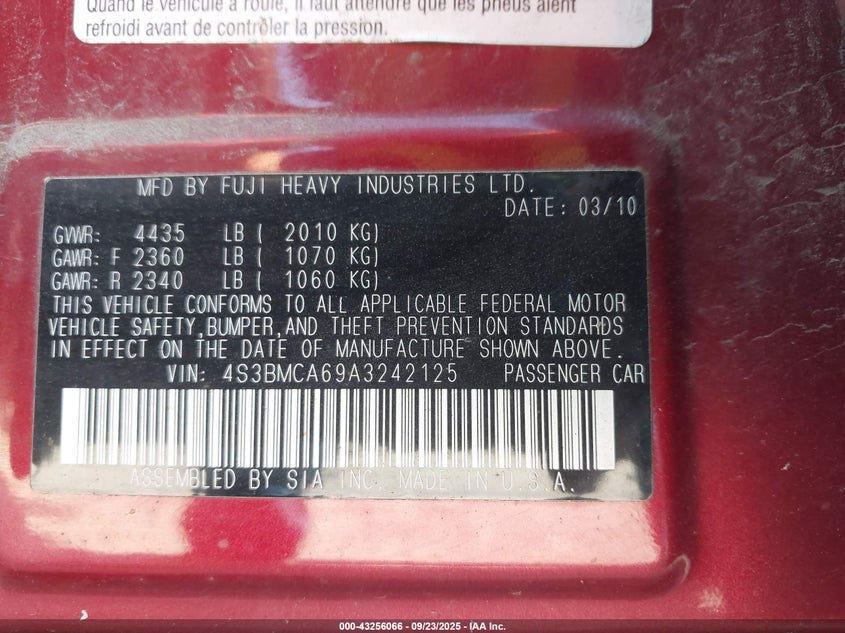 Quand le véhicule a roulé, il faut attendre que les pneus aient
refroidi avant de contrôler la pression.
MFD BY FUJI HEAVY INDUSTRIES LTD.
DATE: 03/10
GVWR: 4435 LB ( 2010 KG)
GAWR: F 2360 LB ( 1070 KG)
GAWR: R 2340 LB ( 1060 KG)
THIS VEHICLE CONFORMS TO ALL APPLICABLE FEDERAL MOTOR
VEHICLE SAFETY, BUMPER, AND THEFT PREVENTION STANDARDS
IN EFFECT ON THE DATE OF MANUFACTURE SHOWN ABOVE.
VIN: 4S3BMCA69A3242125 PASSENGER CAR
ASSEMBLED BY SIA INC. MADE IN U.S.A.
000-43256066 - 09/23/2025 - IAA Inc.